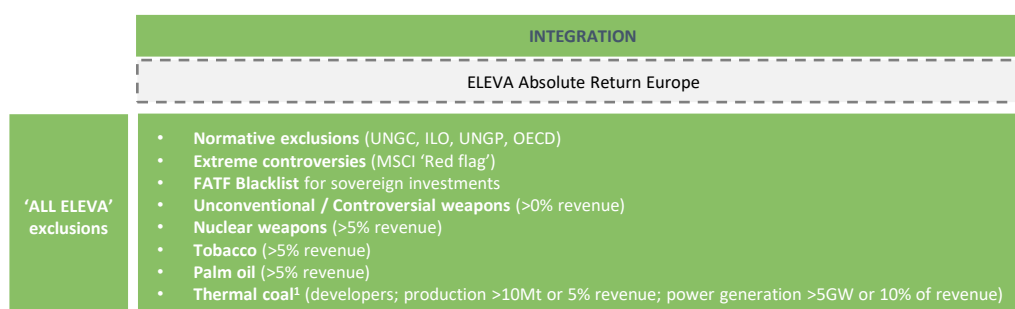 INTEGRATION
ELEVA Absolute Return Europe
'ALL ELEVA'
exclusions
• Normative exclusions (UNGC, ILO, UNGP, OECD)
• Extreme controversies (MSCI 'Red flag')
• FATF Blacklist for sovereign investments
• Unconventional / Controversial weapons (>0% revenue)
• Nuclear weapons (>5% revenue)
• Tobacco (>5% revenue)
• Palm oil (>5% revenue)
• Thermal coal¹ (developers; production >10Mt or 5% revenue; power generation >5GW or 10% of revenue)